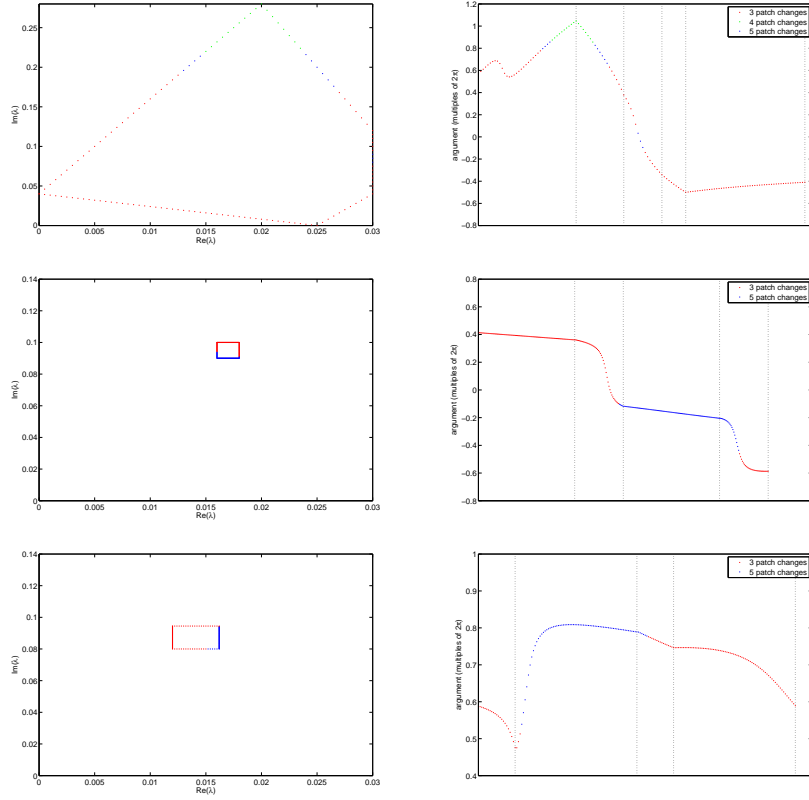 0.25
0.2
0.15
0.1
0.05
0
Im(λ)
0 0.005 0.01 0.015 0.02 0.025 0.03
Re(λ)
1.2
1
0.8
0.6
0.4
0.2
0
−0.2
−0.4
−0.6
−0.8
argument (multiples of 2π)
3 patch changes
4 patch changes
5 patch changes
0.14
0.12
0.1
0.08
0.06
0.04
0.02
0
Im(λ)
0 0.005 0.01 0.015 0.02 0.025 0.03
Re(λ)
0.8
0.6
0.4
0.2
0
−0.2
−0.4
−0.6
−0.8
argument (multiples of 2π)
3 patch changes
5 patch changes
0.14
0.12
0.1
0.08
0.06
0.04
0.02
0
Im(λ)
0 0.005 0.01 0.015 0.02 0.025 0.03
Re(λ)
1
0.9
0.8
0.7
0.6
0.5
0.4
argument (multiples of 2π)
3 patch changes
5 patch changes